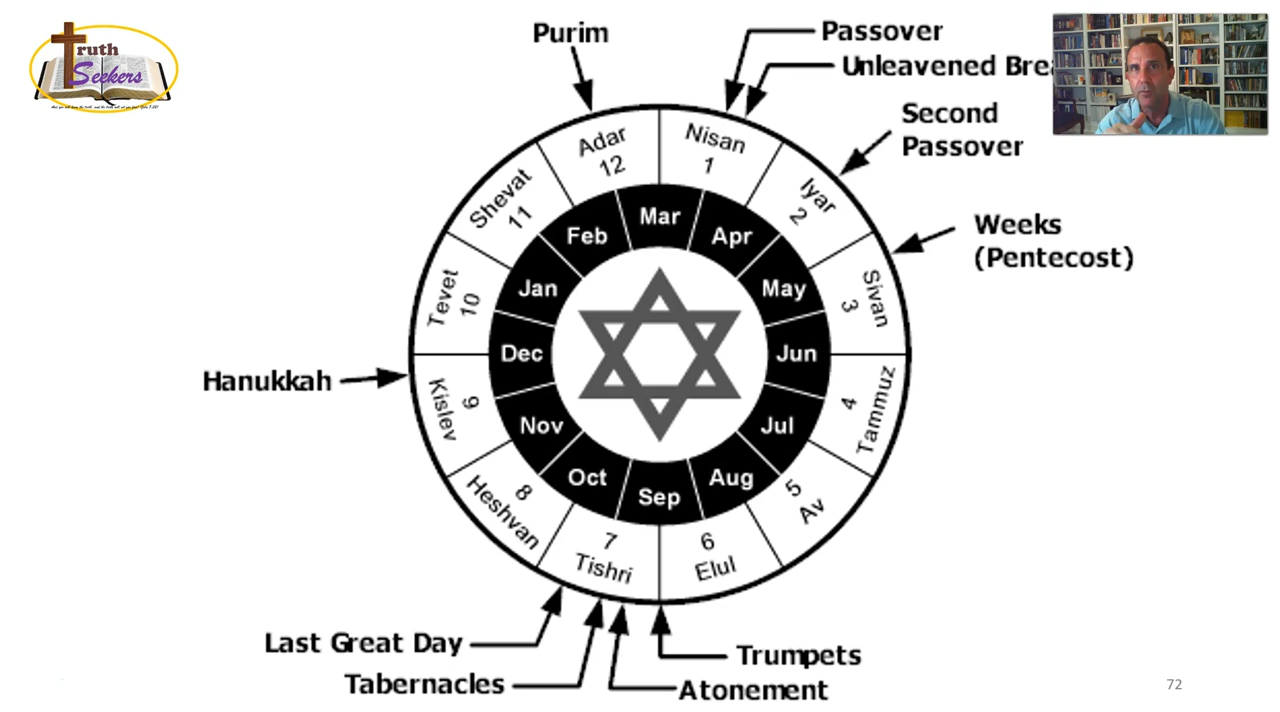 Truth
Seekers
Purim
Passover
Unleavened Brea
Second
Passover
Weeks
(Pentecost)
Hanukkah
Last Great Day
Tabernacles
Trumpets
Atonement
Nisan
1
Iyar
2
Sivan
3
Tammuz
4
Av
5
Elul
6
Tishri
7
Heshvan
8
Kislev
9
Tevet
10
Shevat
11
Adar
12
Mar
Apr
May
Jun
Jul
Aug
Sep
Oct
Nov
Dec
Jan
Feb
72